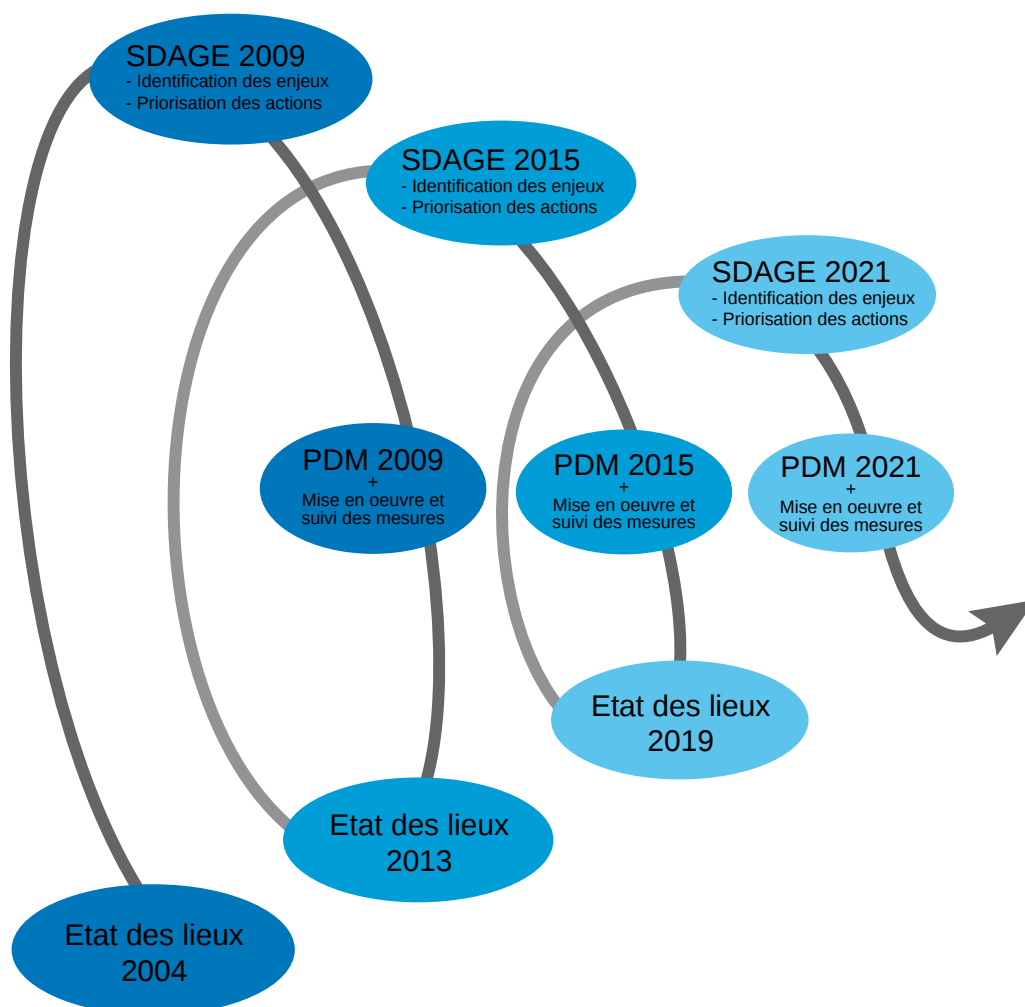 SDAGE 2009
- Identification des enjeux
- Priorisation des actions
SDAGE 2015
- Identification des enjeux
- Priorisation des actions
SDAGE 2021
- Identification des enjeux
- Priorisation des actions
PDM 2009
+
Mise en oeuvre et
suivi des mesures
PDM 2015
+
Mise en oeuvre et
suivi des mesures
PDM 2021
+
Mise en oeuvre et
suivi des mesures
Etat des lieux
2019
Etat des lieux
2013
Etat des lieux
2004